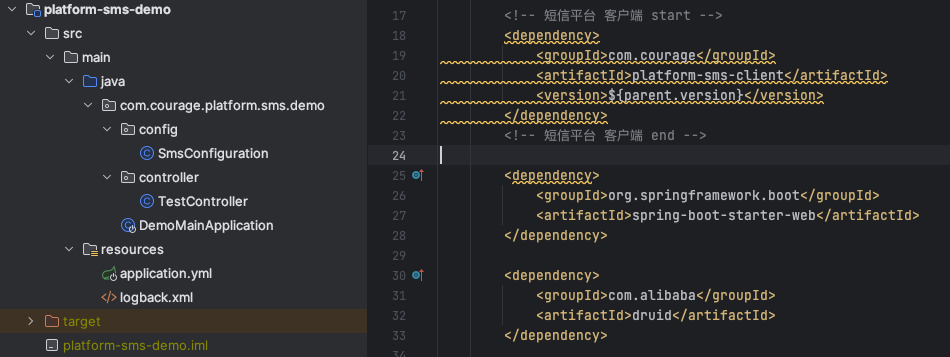 platform-sms-demo
src
main
java
com.courage.platform.sms.demo
config
SmsConfiguration
controller
TestController
DemoMainApplication
resources
application.yml
logback.xml
target
platform-sms-demo.iml
17 <!-- 短信平台 客户端 start -->
18 <dependency>
19 <groupId>com.courage</groupId>
20 <artifactId>platform-sms-client</artifactId>
21 <version>${parent.version}</version>
22 </dependency>
23 <!-- 短信平台 客户端 end -->
24
25 <dependency>
26 <groupId>org.springframework.boot</groupId>
27 <artifactId>spring-boot-starter-web</artifactId>
28 </dependency>
29
30 <dependency>
31 <groupId>com.alibaba</groupId>
32 <artifactId>druid</artifactId>
33 </dependency>
34